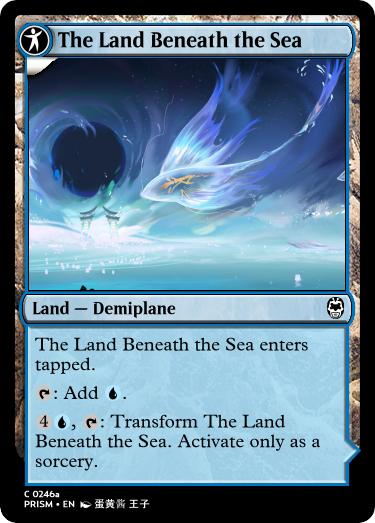 The Land Beneath the Sea
Land — Demiplane
The Land Beneath the Sea enters
tapped.
: Add .
4 , : Transform The Land
Beneath the Sea. Activate only as a
sorcery.
C 0246a
PRISM • EN 蛋黄酱 王子